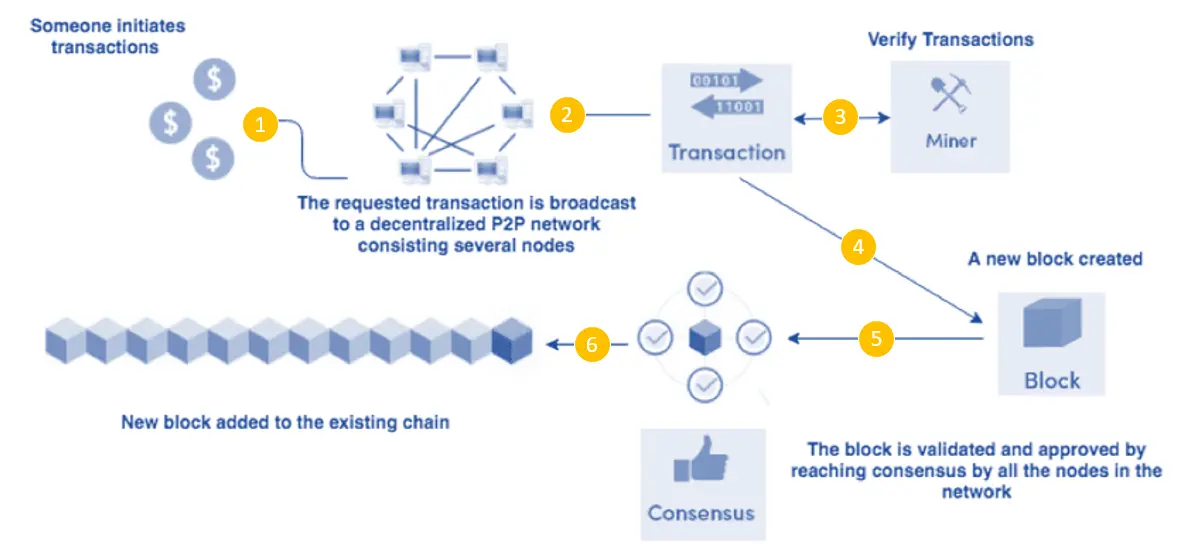 Someone initiates
transactions
$
$
$
1
2
00101
11001
Transaction
3
Verify Transactions
Miner
The requested transaction is broadcast
to a decentralized P2P network
consisting several nodes
4
A new block created
Block
5
6
New block added to the existing chain
Consensus
The block is validated and approved by
reaching consensus by all the nodes in the
network